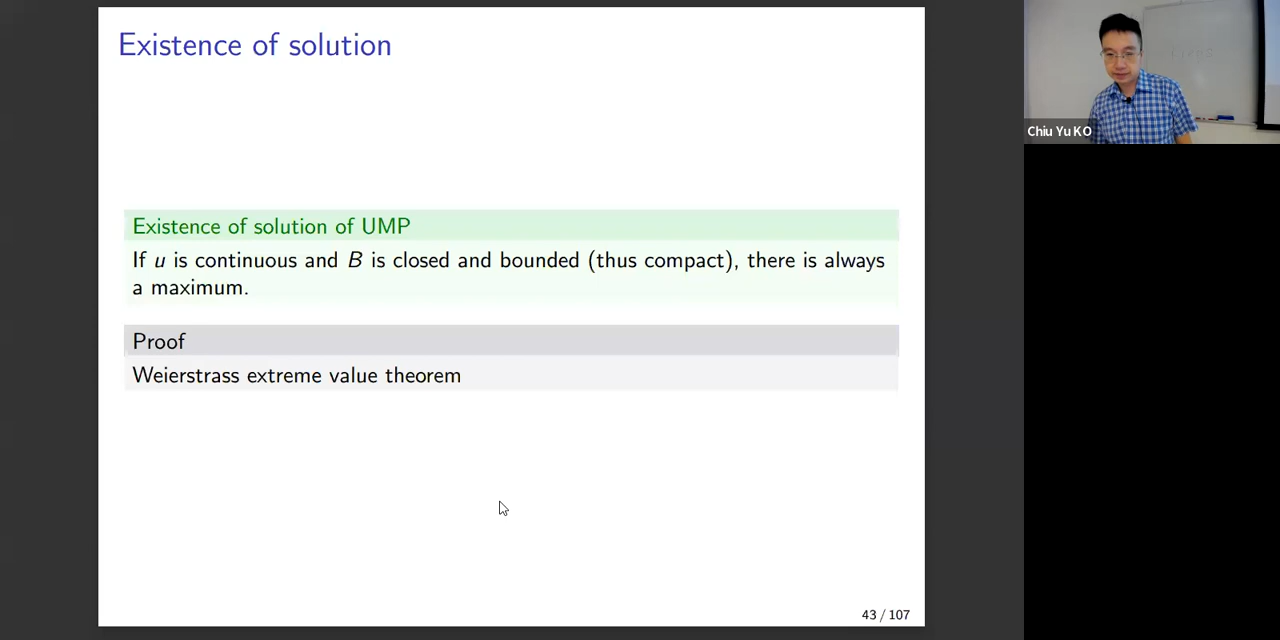 Existence of solution
Existence of solution of UMP
If u is continuous and B is closed and bounded (thus compact), there is always
a maximum.
Proof
Weierstrass extreme value theorem
43 / 107
Chiu Yu KO